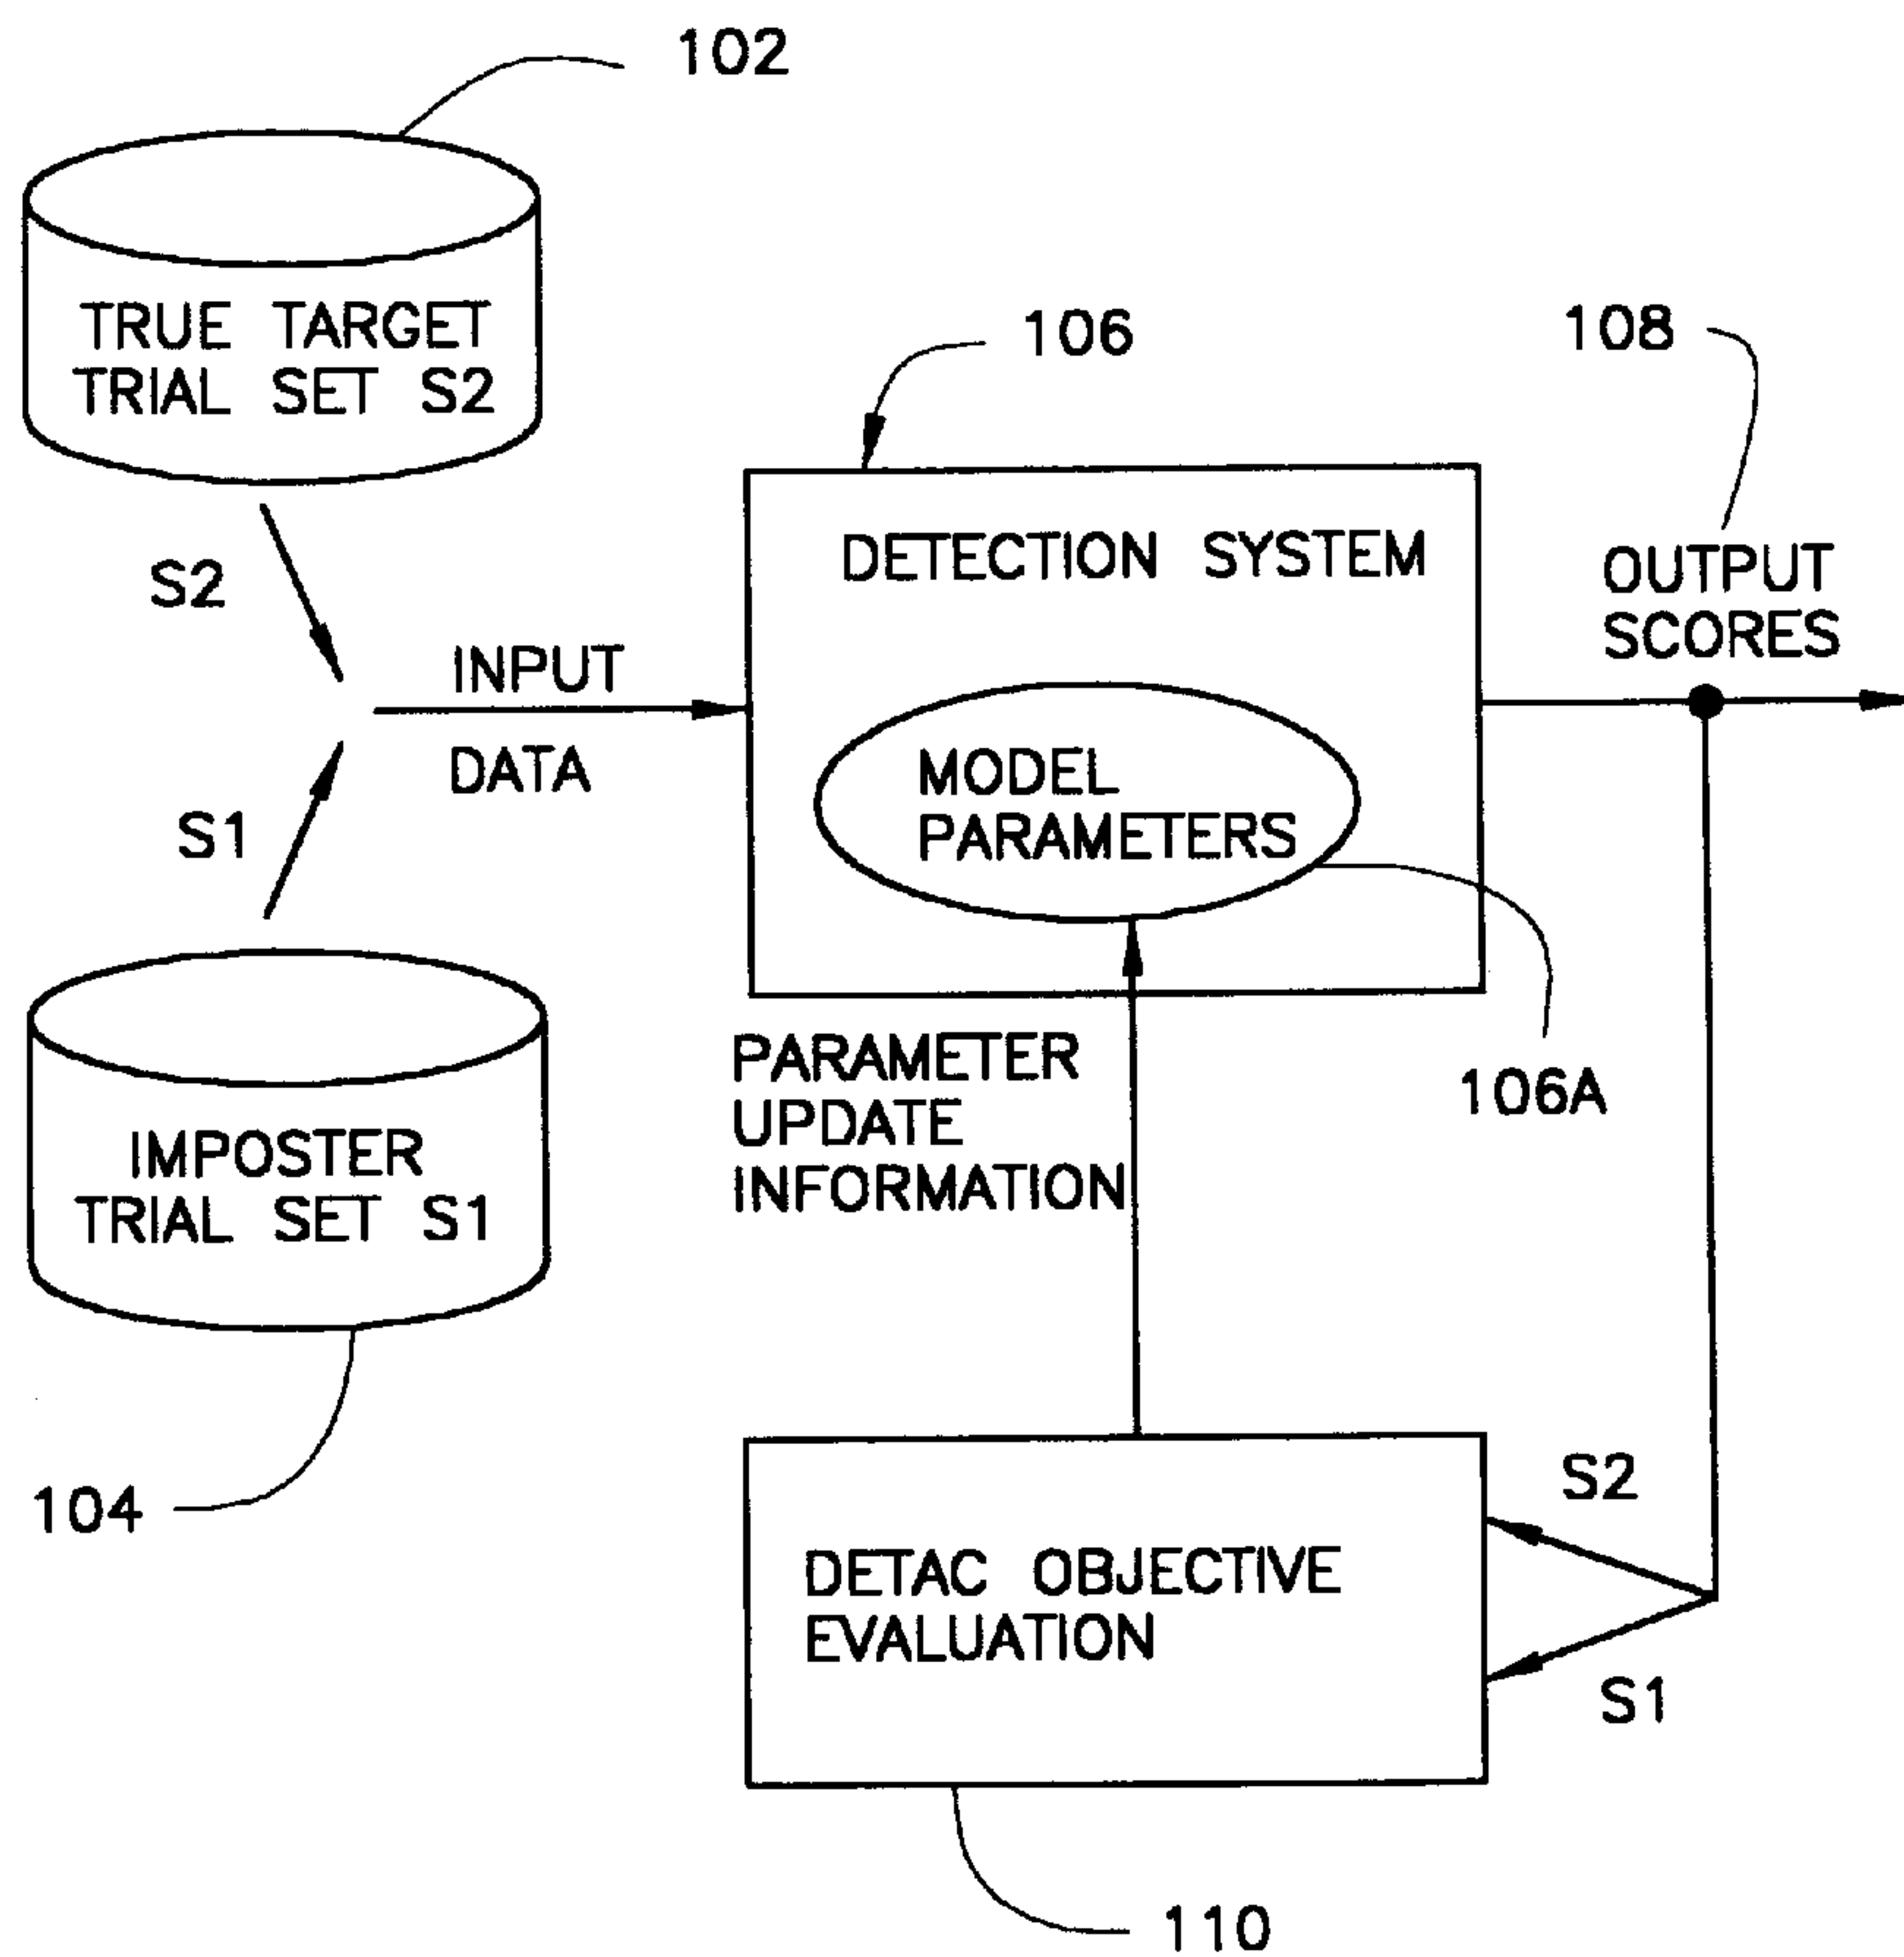 102
TRUE TARGET
TRIAL SET S2
106
108
DETECTION SYSTEM
OUTPUT
SCORES
S2
INPUT
DATA
MODEL
PARAMETERS
S1
PARAMETER
UPDATE
INFORMATION
106A
IMPOSTER
TRIAL SET S1
104
S2
DETAC OBJECTIVE
EVALUATION
S1
110